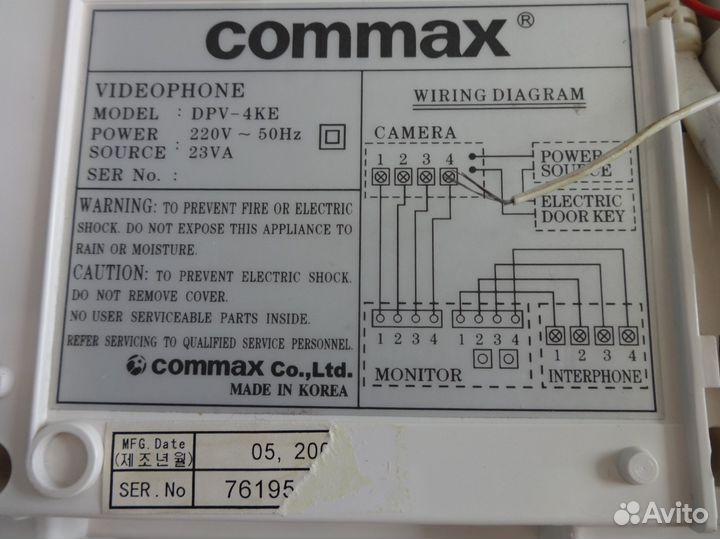 commax®
VIDEOPHONE
MODEL : DPV-4KE
POWER : 220V ~ 50Hz
SOURCE : 23VA
SER No. :
WARNING: TO PREVENT FIRE OR ELECTRIC
SHOCK. DO NOT EXPOSE THIS APPLIANCE TO
RAIN OR MOISTURE.
CAUTION: TO PREVENT ELECTRIC SHOCK.
DO NOT REMOVE COVER.
NO USER SERVICEABLE PARTS INSIDE.
REFER SERVICING TO QUALIFIED SERVICE PERSONNEL.
commax Co.,Ltd.
MADE IN KOREA
WIRING DIAGRAM
CAMERA
1 2 3 4
POWER
SOURCE
ELECTRIC
DOOR KEY
1 2 3 4 1 2 3 4
MONITOR
1 2 3 4
INTERPHONE
MFG. Date
(제조년월)
05, 200
SER. No
76195
Avito